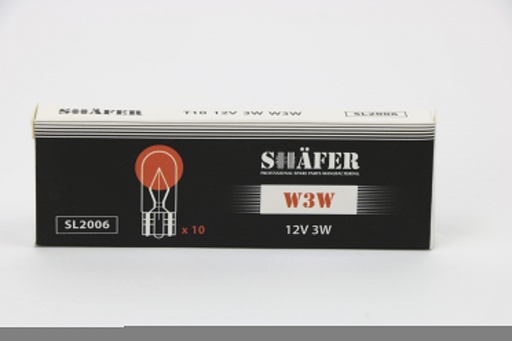 SHÄFER T10 12V 3W W3W SL2006
SHÄFER
PROFESSIONAL SPARE PARTS MANUFACTURING
W3W
SL2006 x 10 12V 3W